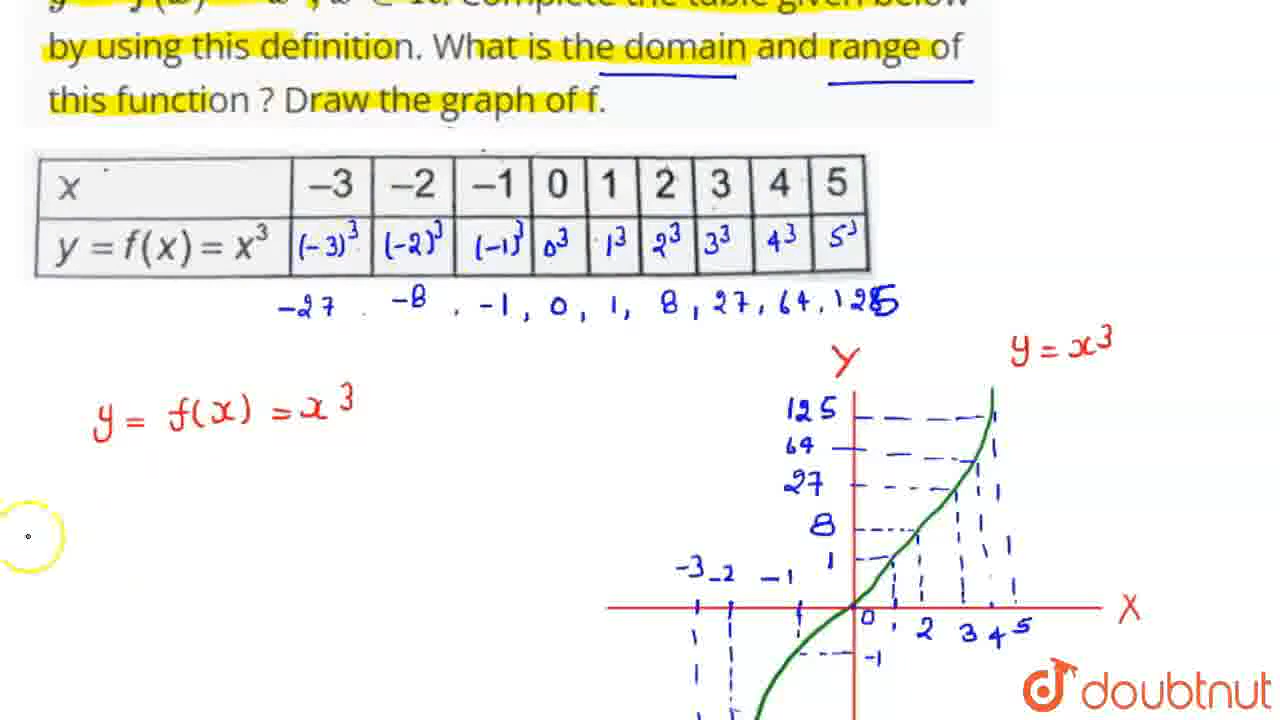 by using this definition. What is the domain and range of
this function ? Draw the graph of f.
x –3 –2 –1 0 1 2 3 4 5
y = f(x) = x³ (-3)³ (-2)³ (-1)³ 0³ 1³ 2³ 3³ 4³ 5³
-27 . -8 . -1, 0, 1, 8, 27, 64, 125
y = x³
Y
y = f(x) = x³
125
64
27
8
1
-3 -2 -1
0 1 2 3 4 5
X
-1
doubtnut